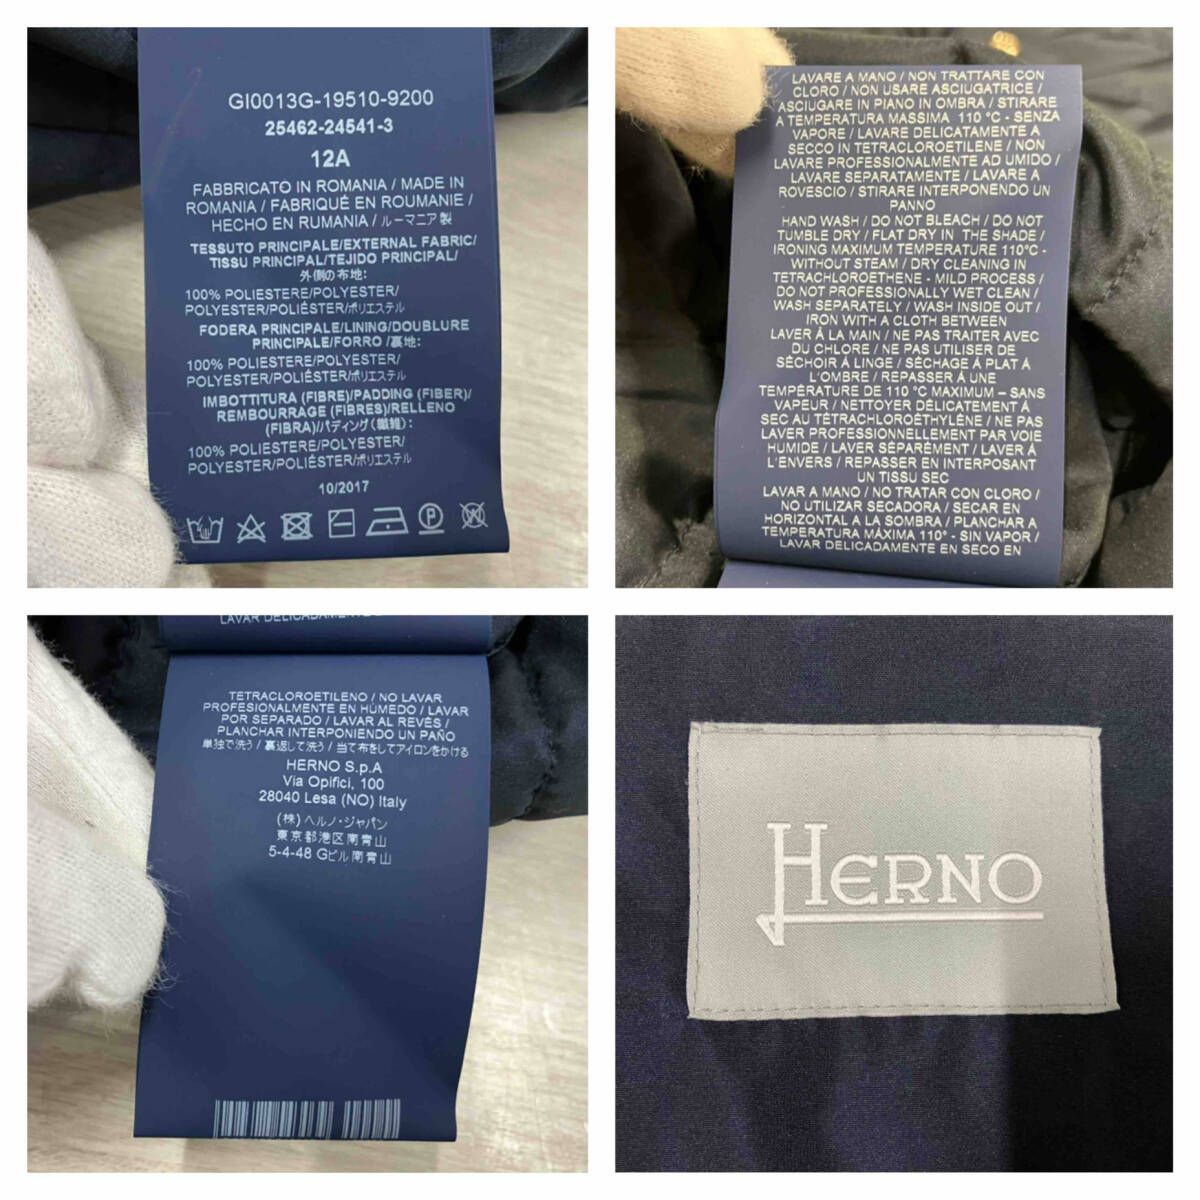 GI0013G-19510-9200
25462-24541-3
12A
FABBRICATO IN ROMANIA / MADE IN
ROMANIA / FABRIQUÉ EN ROUMANIE /
HECHO EN RUMANIA / ルーマニア製
TESSUTO PRINCIPALE/EXTERNAL FABRIC/
TISSU PRINCIPAL/TEJIDO PRINCIPAL/
外側の布地:
100% POLIESTERE/POLYESTER/
POLYESTER/POLIÉSTER/ポリエステル
FODERA PRINCIPALE/LINING/DOUBLURE
PRINCIPALE/FORRO /裏地:
100% POLIESTERE/POLYESTER/
POLYESTER/POLIÉSTER/ポリエステル
IMBOTTITURA (FIBRE)/PADDING (FIBER)/
REMBOURRAGE (FIBRES)/RELLENO
(FIBRA)/パディング (繊維):
100% POLIESTERE/POLYESTER/
POLYESTER/POLIÉSTER/ポリエステル
10/2017
LAVARE A MANO / NON TRATTARE CON
CLORO / NON USARE ASCIUGATRICE /
ASCIUGARE IN PIANO IN OMBRA / STIRARE
A TEMPERATURA MASSIMA 110 °C - SENZA
VAPORE / LAVARE DELICATAMENTE A
SECCO IN TETRACLOROETILENE / NON
LAVARE PROFESSIONALMENTE AD UMIDO /
LAVARE SEPARATAMENTE / LAVARE A
ROVESCIO / STIRARE INTERPONENDO UN
PANNO
HAND WASH / DO NOT BLEACH / DO NOT
TUMBLE DRY / FLAT DRY IN THE SHADE /
IRONING MAXIMUM TEMPERATURE 110°C -
WITHOUT STEAM / DRY CLEANING IN
TETRACHLOROETHENE - MILD PROCESS /
DO NOT PROFESSIONALLY WET CLEAN /
WASH SEPARATELY / WASH INSIDE OUT /
IRON WITH A CLOTH BETWEEN
LAVER À LA MAIN / NE PAS TRAITER AVEC
DU CHLORE / NE PAS UTILISER DE
SÉCHOIR À LINGE / SÉCHAGE À PLAT A
L'OMBRE / REPASSER À UNE
TEMPÉRATURE DE 110 °C MAXIMUM – SANS
VAPEUR / NETTOYER DÉLICATEMENT À
SEC AU TÉTRACHLOROÉTHYLÈNE / NE PAS
LAVER PROFESSIONNELLEMENT PAR VOIE
HUMIDE / LAVER SÉPARÉMENT / LAVER À
L'ENVERS / REPASSER EN INTERPOSANT
UN TISSU SEC
LAVAR A MANO / NO TRATAR CON CLORO /
NO UTILIZAR SECADORA / SECAR EN
HORIZONTAL A LA SOMBRA / PLANCHAR A
TEMPERATURA MÁXIMA 110° - SIN VAPOR /
LAVAR DELICADAMENTE EN SECO EN
LAVAR DELICADAMENTE
TETRACLOROETILENO / NO LAVAR
PROFESIONALMENTE EN HÚMEDO / LAVAR
POR SEPARADO / LAVAR AL REVÉS /
PLANCHAR INTERPONIENDO UN PAÑO
単独で洗う / 裏返して洗う / 当て布をしてアイロンをかける
HERNO S.p.A
Via Opifici, 100
28040 Lesa (NO) Italy
(株) ヘルノ・ジャパン
東京都港区南青山
5-4-48 Gビル南青山
HERNO